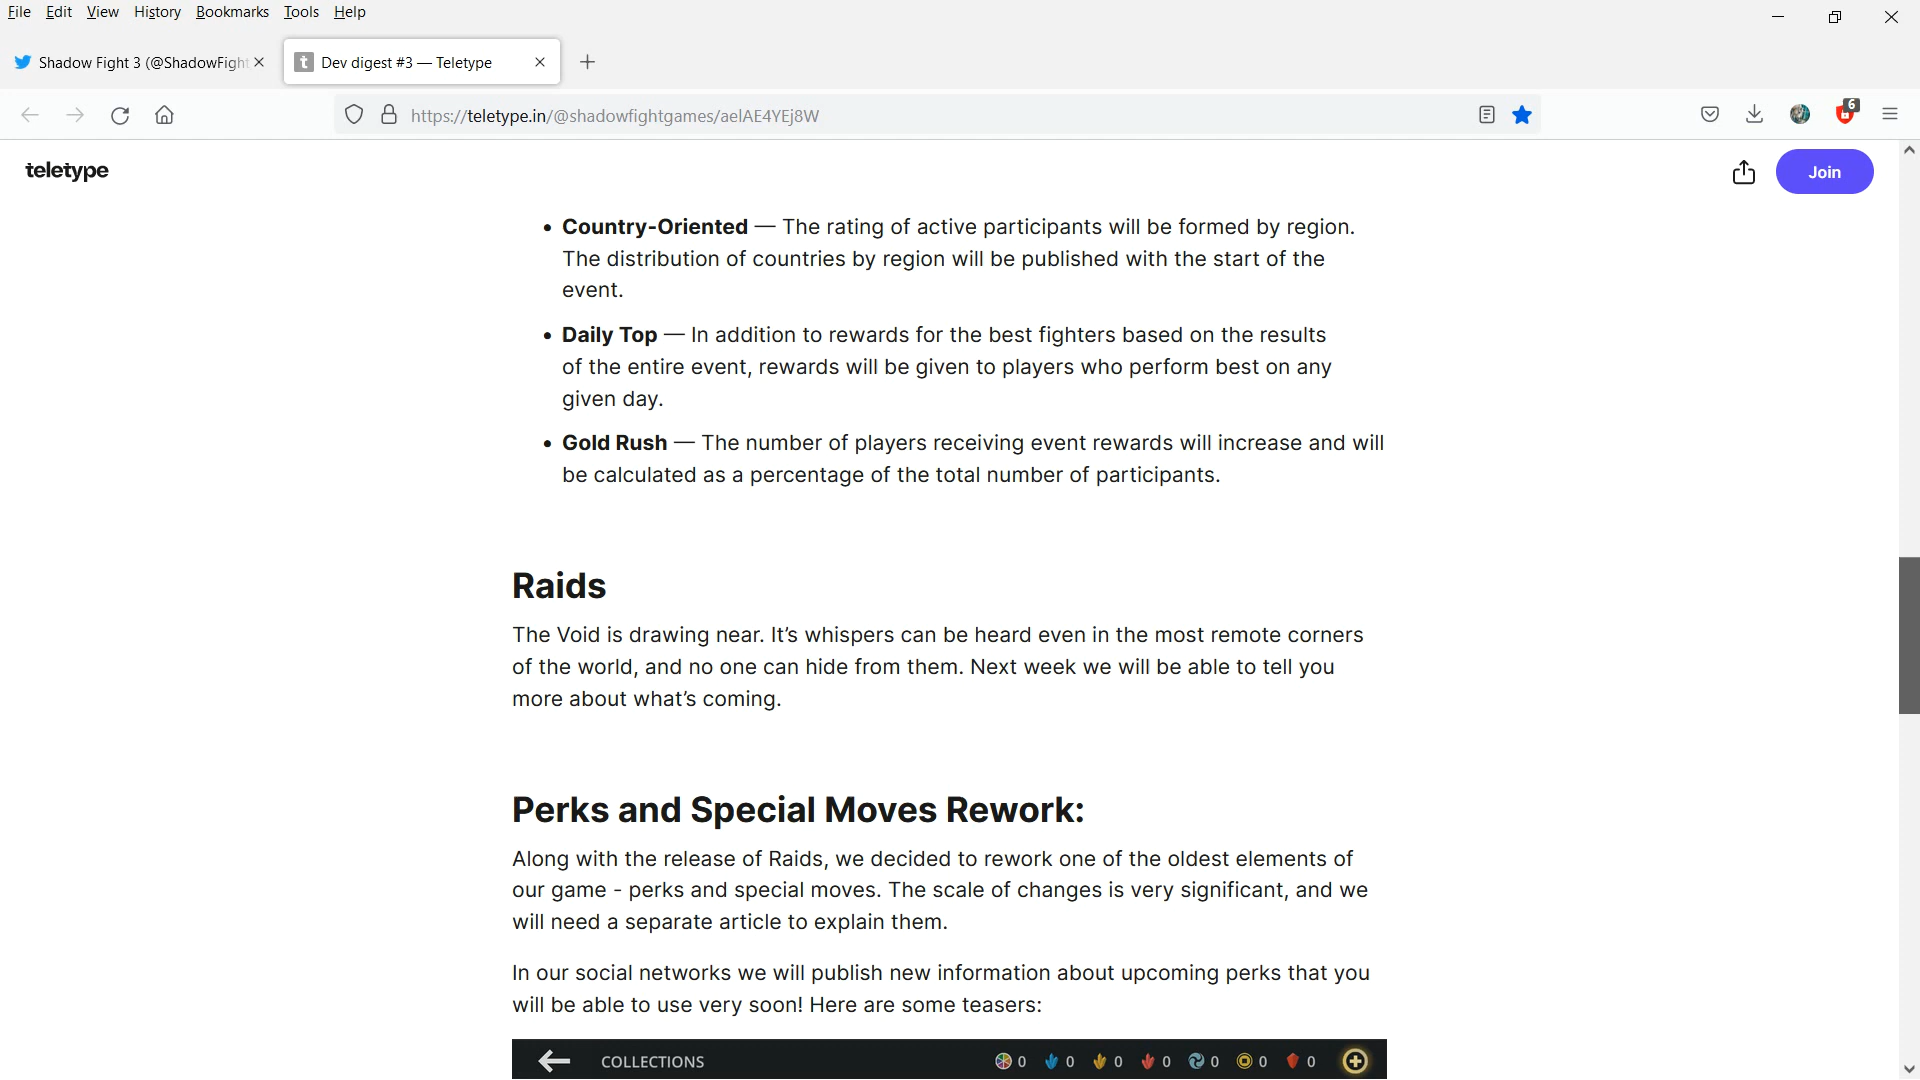 File Edit View History Bookmarks Tools Help
Shadow Fight 3 (@ShadowFight
Dev digest #3 — Teletype
https://teletype.in/@shadowfightgames/aelAE4YEj8W
6
teletype
Join
• Country-Oriented — The rating of active participants will be formed by region.
The distribution of countries by region will be published with the start of the
event.
• Daily Top — In addition to rewards for the best fighters based on the results
of the entire event, rewards will be given to players who perform best on any
given day.
• Gold Rush — The number of players receiving event rewards will increase and will
be calculated as a percentage of the total number of participants.
Raids
The Void is drawing near. It’s whispers can be heard even in the most remote corners
of the world, and no one can hide from them. Next week we will be able to tell you
more about what’s coming.
Perks and Special Moves Rework:
Along with the release of Raids, we decided to rework one of the oldest elements of
our game - perks and special moves. The scale of changes is very significant, and we
will need a separate article to explain them.
In our social networks we will publish new information about upcoming perks that you
will be able to use very soon! Here are some teasers:
COLLECTIONS 0 0 0 0 0 0 0